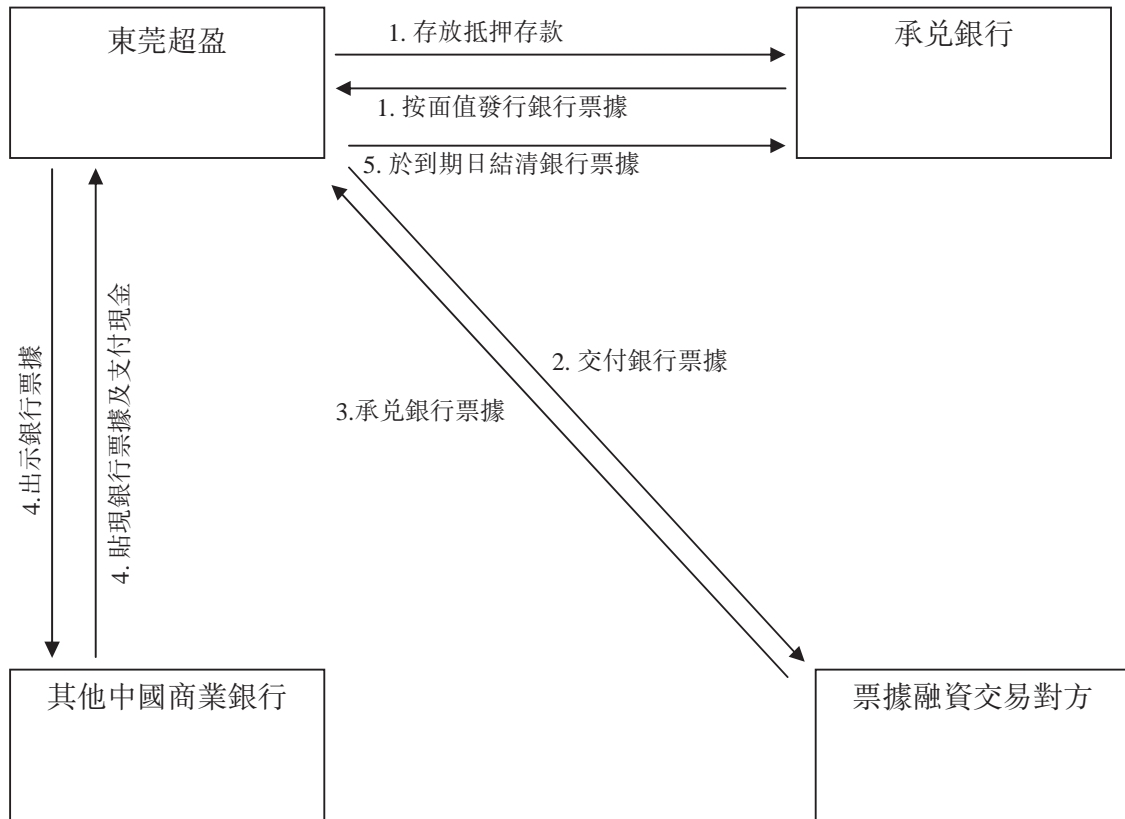 東莞超盈
1. 存放抵押存款
承兑銀行
1. 按面值發行銀行票據
5. 於到期日結清銀行票據
4.出示銀行票據
4. 貼現銀行票據及支付現金
2. 交付銀行票據
3.承兑銀行票據
其他中國商業銀行
票據融資交易對方